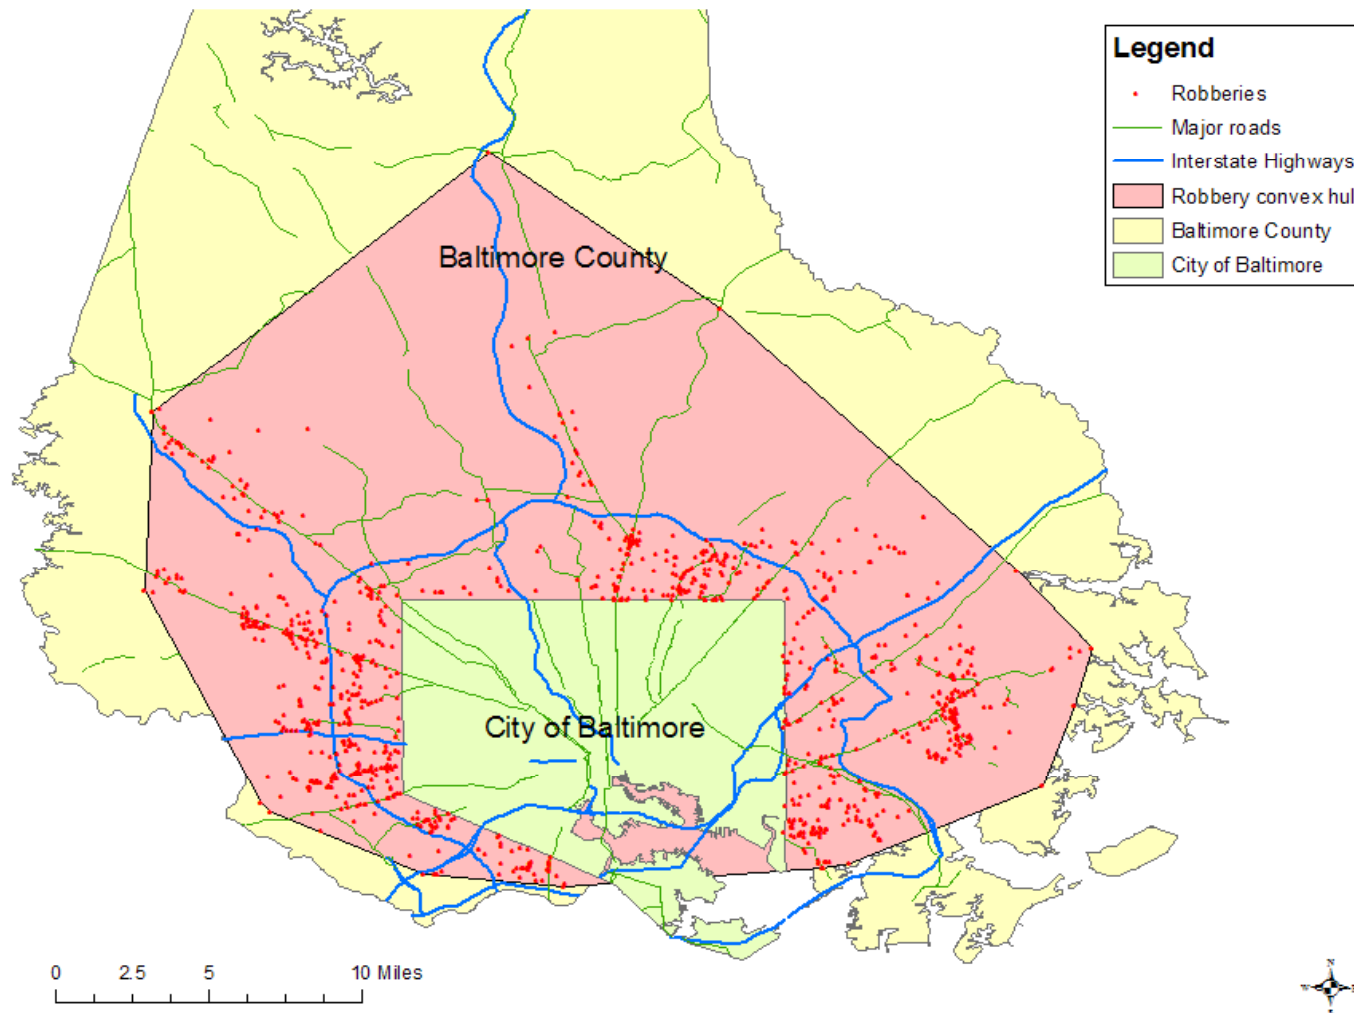 Legend
Robberies
Major roads
Interstate Highways
Robbery convex hul
Baltimore County
City of Baltimore
Baltimore County
City of Baltimore
0 2.5 5 10 Miles
N
W